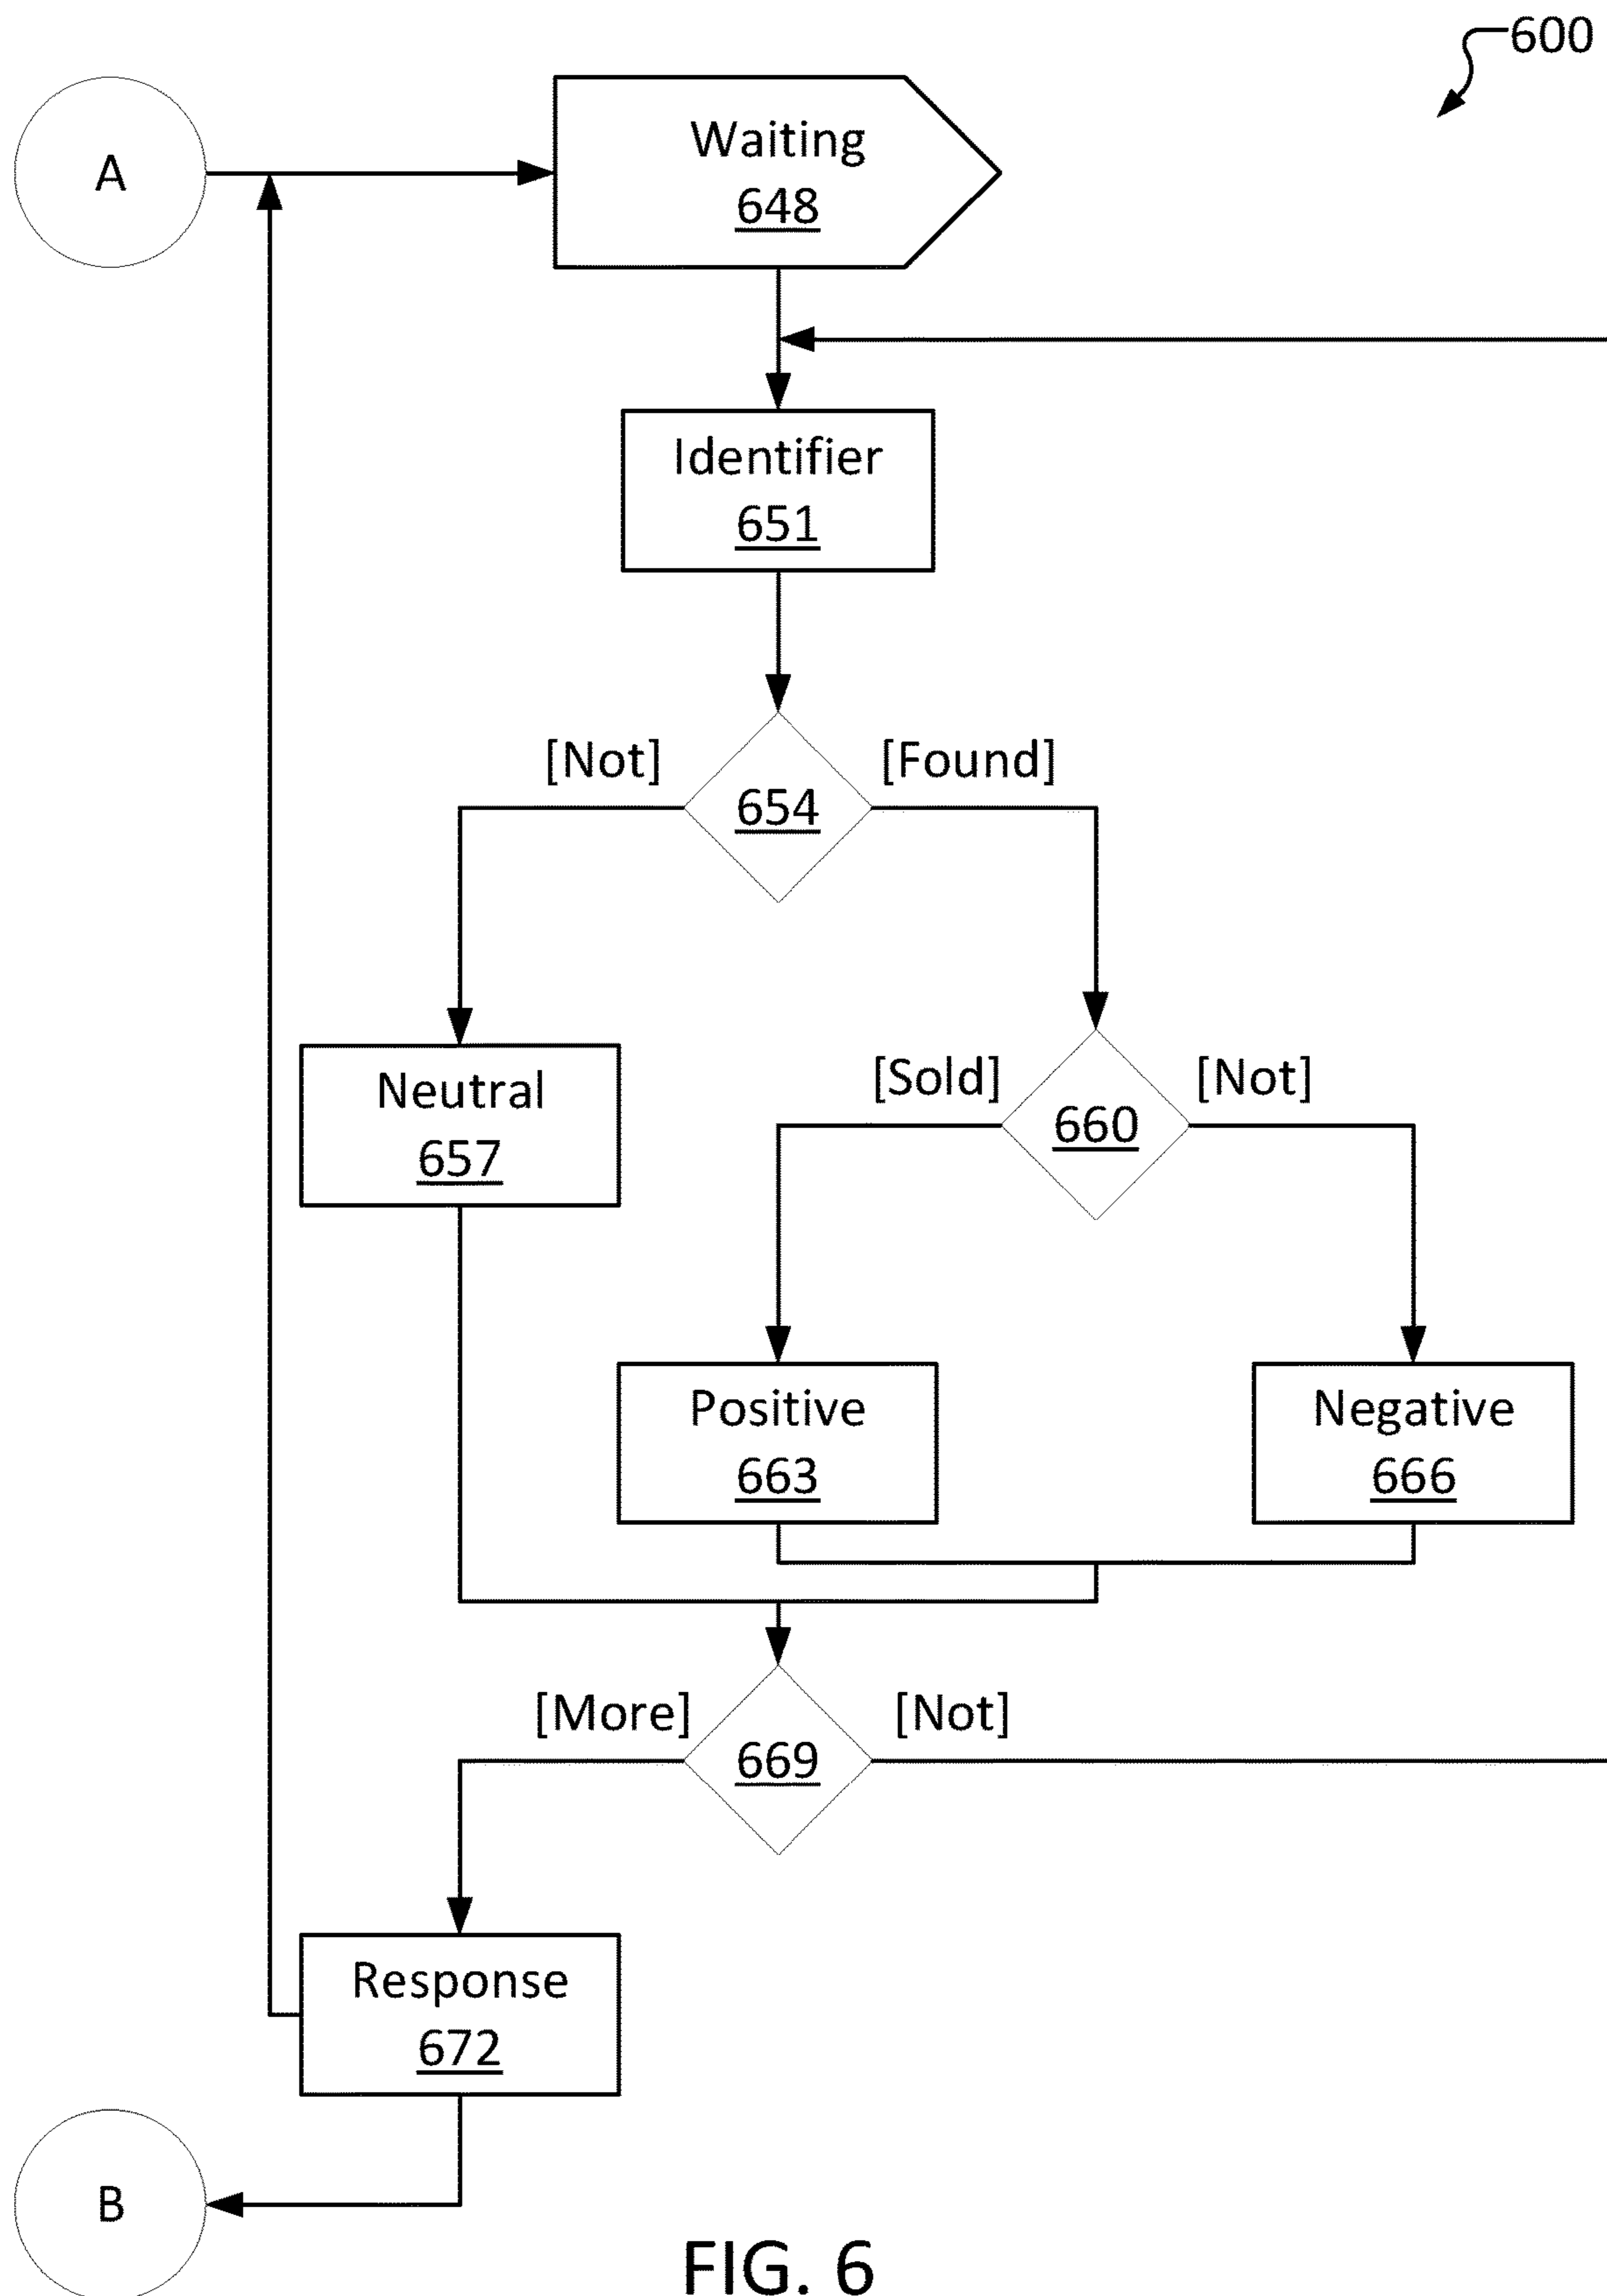 600
A
Waiting
648
Identifier
651
[Not]
[Found]
654
Neutral
657
[Sold]
[Not]
660
Positive
663
Negative
666
[More]
[Not]
669
Response
672
B
FIG. 6